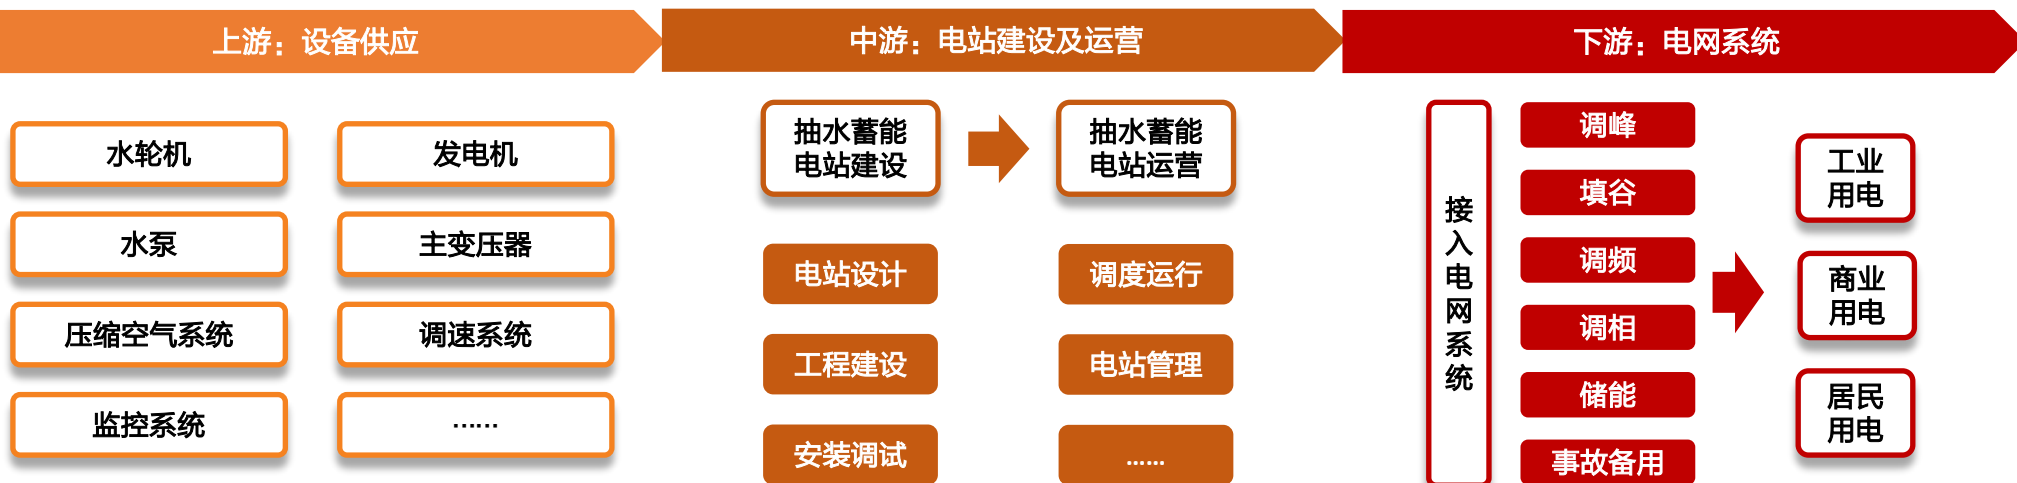 上游：设备供应
中游：电站建设及运营
下游：电网系统
水轮机
发电机
水泵
主变压器
压缩空气系统
调速系统
监控系统
······
抽水蓄能
电站建设
抽水蓄能
电站运营
电站设计
调度运行
工程建设
电站管理
安装调试
······
接
入
电
网
系
统
调峰
填谷
调频
调相
储能
事故备用
工业
用电
商业
用电
居民
用电